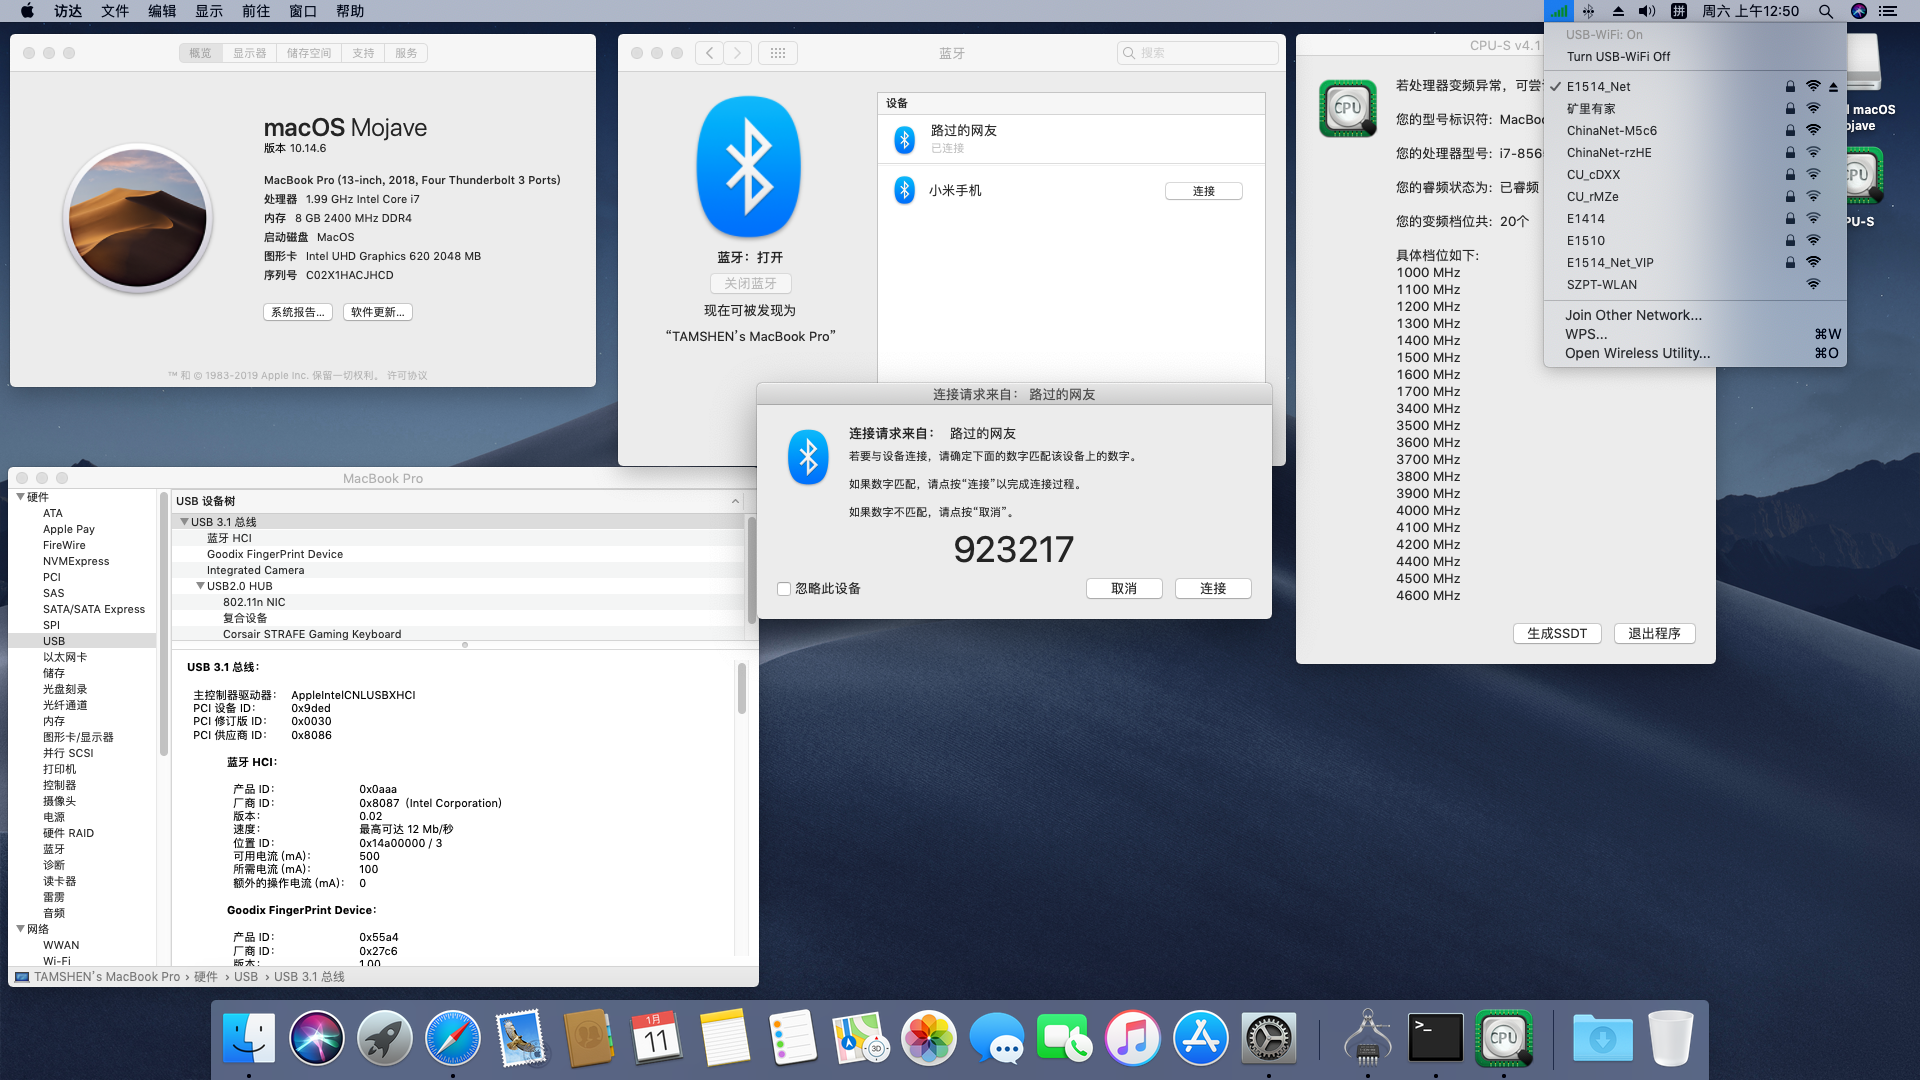 访达 文件 编辑 显示 前往 窗口 帮助
拼 周六 上午12:50
概览 显示器 储存空间 支持 服务
macOS Mojave
版本 10.14.6
MacBook Pro (13-inch, 2018, Four Thunderbolt 3 Ports)
处理器 1.99 GHz Intel Core i7
内存 8 GB 2400 MHz DDR4
启动磁盘 MacOS
图形卡 Intel UHD Graphics 620 2048 MB
序列号 C02X1HACJHCD
系统报告... 软件更新...
™ 和 © 1983-2019 Apple Inc. 保留一切权利。 许可协议
蓝牙
搜索
设备
路过的网友
已连接
小米手机
连接
蓝牙：打开
关闭蓝牙
现在可被发现为
“TAMSHEN’s MacBook Pro”
连接请求来自： 路过的网友
连接请求来自： 路过的网友
若要与设备连接，请确定下面的数字匹配该设备上的数字。
如果数字匹配，请点按“连接”以完成连接过程。
如果数字不匹配，请点按“取消”。
923217
忽略此设备
取消 连接
CPU-S v4.1
CPU
若处理器变频异常，可尝
您的型号标识符: MacBo
您的处理器型号: i7-856
您的睿频状态为: 已睿频
您的变频档位共: 20个
具体档位如下:
1000 MHz
1100 MHz
1200 MHz
1300 MHz
1400 MHz
1500 MHz
1600 MHz
1700 MHz
3400 MHz
3500 MHz
3600 MHz
3700 MHz
3800 MHz
3900 MHz
4000 MHz
4100 MHz
4200 MHz
4400 MHz
4500 MHz
4600 MHz
生成SSDT 退出程序
USB-WiFi: On
Turn USB-WiFi Off
E1514_Net
矿里有家
ChinaNet-M5c6
ChinaNet-rzHE
CU_cDXX
CU_rMZe
E1414
E1510
E1514_Net_VIP
SZPT-WLAN
Join Other Network...
WPS... ⌘W
Open Wireless Utility... ⌘O
macOS
ojave
PU-S
MacBook Pro
硬件
ATA
Apple Pay
FireWire
NVMExpress
PCI
SAS
SATA/SATA Express
SPI
USB
以太网卡
储存
光盘刻录
光纤通道
内存
图形卡/显示器
并行 SCSI
打印机
控制器
摄像头
电源
硬件 RAID
蓝牙
诊断
读卡器
雷雳
音频
网络
WWAN
Wi-Fi
USB 设备树
USB 3.1 总线
蓝牙 HCI
Goodix FingerPrint Device
Integrated Camera
USB2.0 HUB
802.11n NIC
复合设备
Corsair STRAFE Gaming Keyboard
USB 3.1 总线：
主控制器驱动器： AppleIntelCNLUSBXHCI
PCI 设备 ID： 0x9ded
PCI 修订版 ID： 0x0030
PCI 供应商 ID： 0x8086
蓝牙 HCI：
产品 ID： 0x0aaa
厂商 ID： 0x8087 (Intel Corporation)
版本： 0.02
速度： 最高可达 12 Mb/秒
位置 ID： 0x14a00000 / 3
可用电流 (mA)： 500
所需电流 (mA)： 100
额外的操作电流 (mA)： 0
Goodix FingerPrint Device：
产品 ID： 0x55a4
厂商 ID： 0x27c6
版本： 1.00
TAMSHEN’s MacBook Pro › 硬件 › USB › USB 3.1 总线
1月
11
3D
>_
CPU